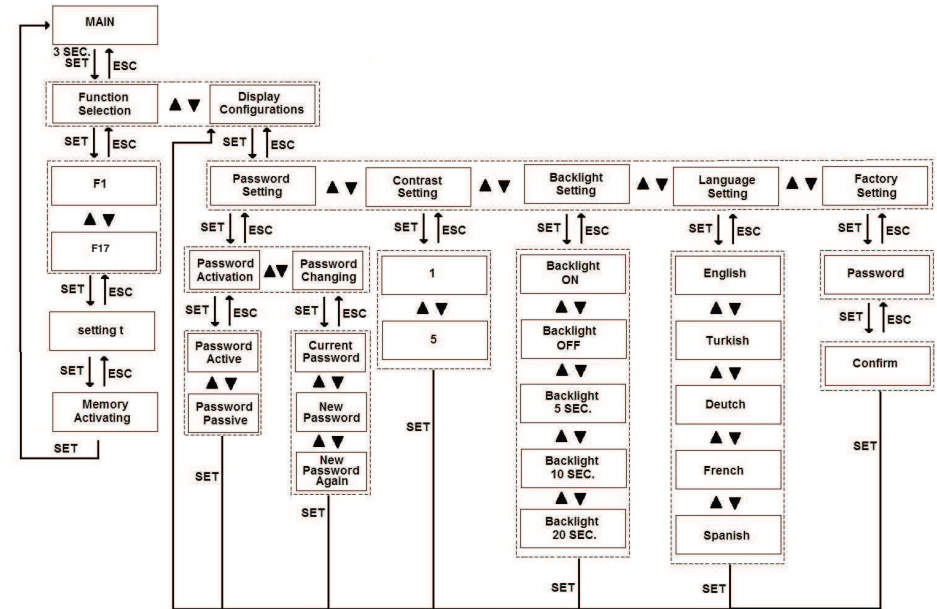 MAIN
3 SEC.
SET
ESC
Function
Selection
▲ ▼
Display
Configurations
SET
ESC
SET
ESC
F1
▲ ▼
F17
Password
Setting
▲ ▼
Contrast
Setting
▲ ▼
Backlight
Setting
▲ ▼
Language
Setting
▲ ▼
Factory
Setting
SET
ESC
SET
ESC
SET
ESC
SET
ESC
SET
ESC
SET
ESC
setting t
SET
ESC
Memory
Activating
SET
Password
Activation
▲▼
Password
Changing
SET
ESC
SET
ESC
Password
Active
▲ ▼
Password
Passive
SET
Current
Password
▲ ▼
New
Password
▲ ▼
New
Password
Again
SET
1
▲ ▼
5
SET
Backlight
ON
▲ ▼
Backlight
OFF
▲ ▼
Backlight
5 SEC.
▲ ▼
Backlight
10 SEC.
▲ ▼
Backlight
20 SEC.
SET
English
▲ ▼
Turkish
▲ ▼
Deutch
▲ ▼
French
▲ ▼
Spanish
SET
Password
SET
ESC
Confirm
SET